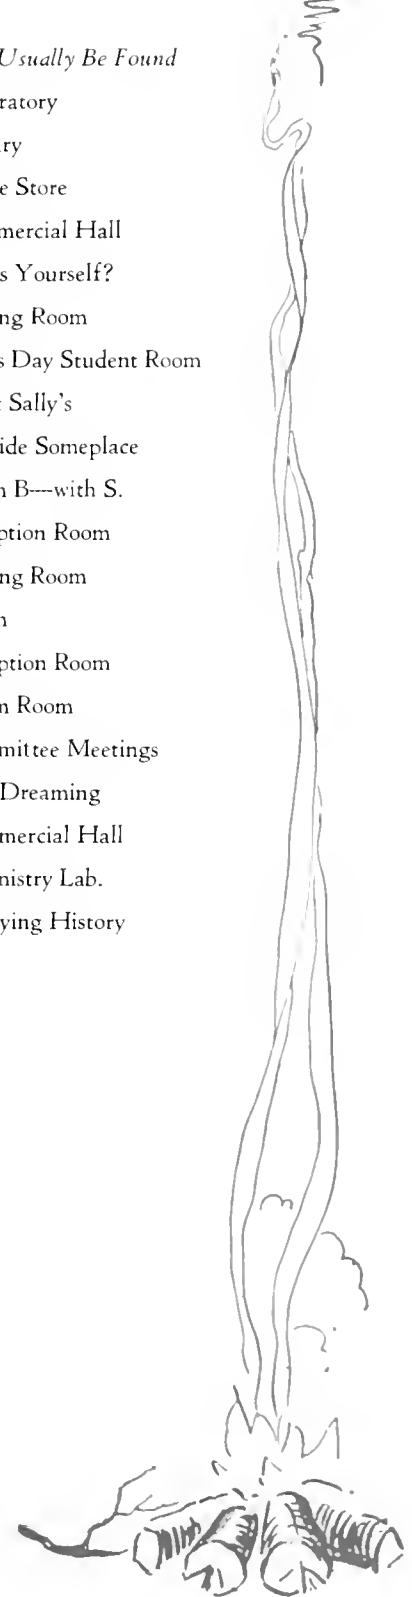 Usually Be Found
ratory
ry
e Store
mercial Hall
s Yourself?
ng Room
s Day Student Room
t Sally's
ide Someplace
n B—with S.
ption Room
ng Room
n
ption Room
m Room
mittee Meetings
Dreaming
mercial Hall
nistry Lab.
ying History